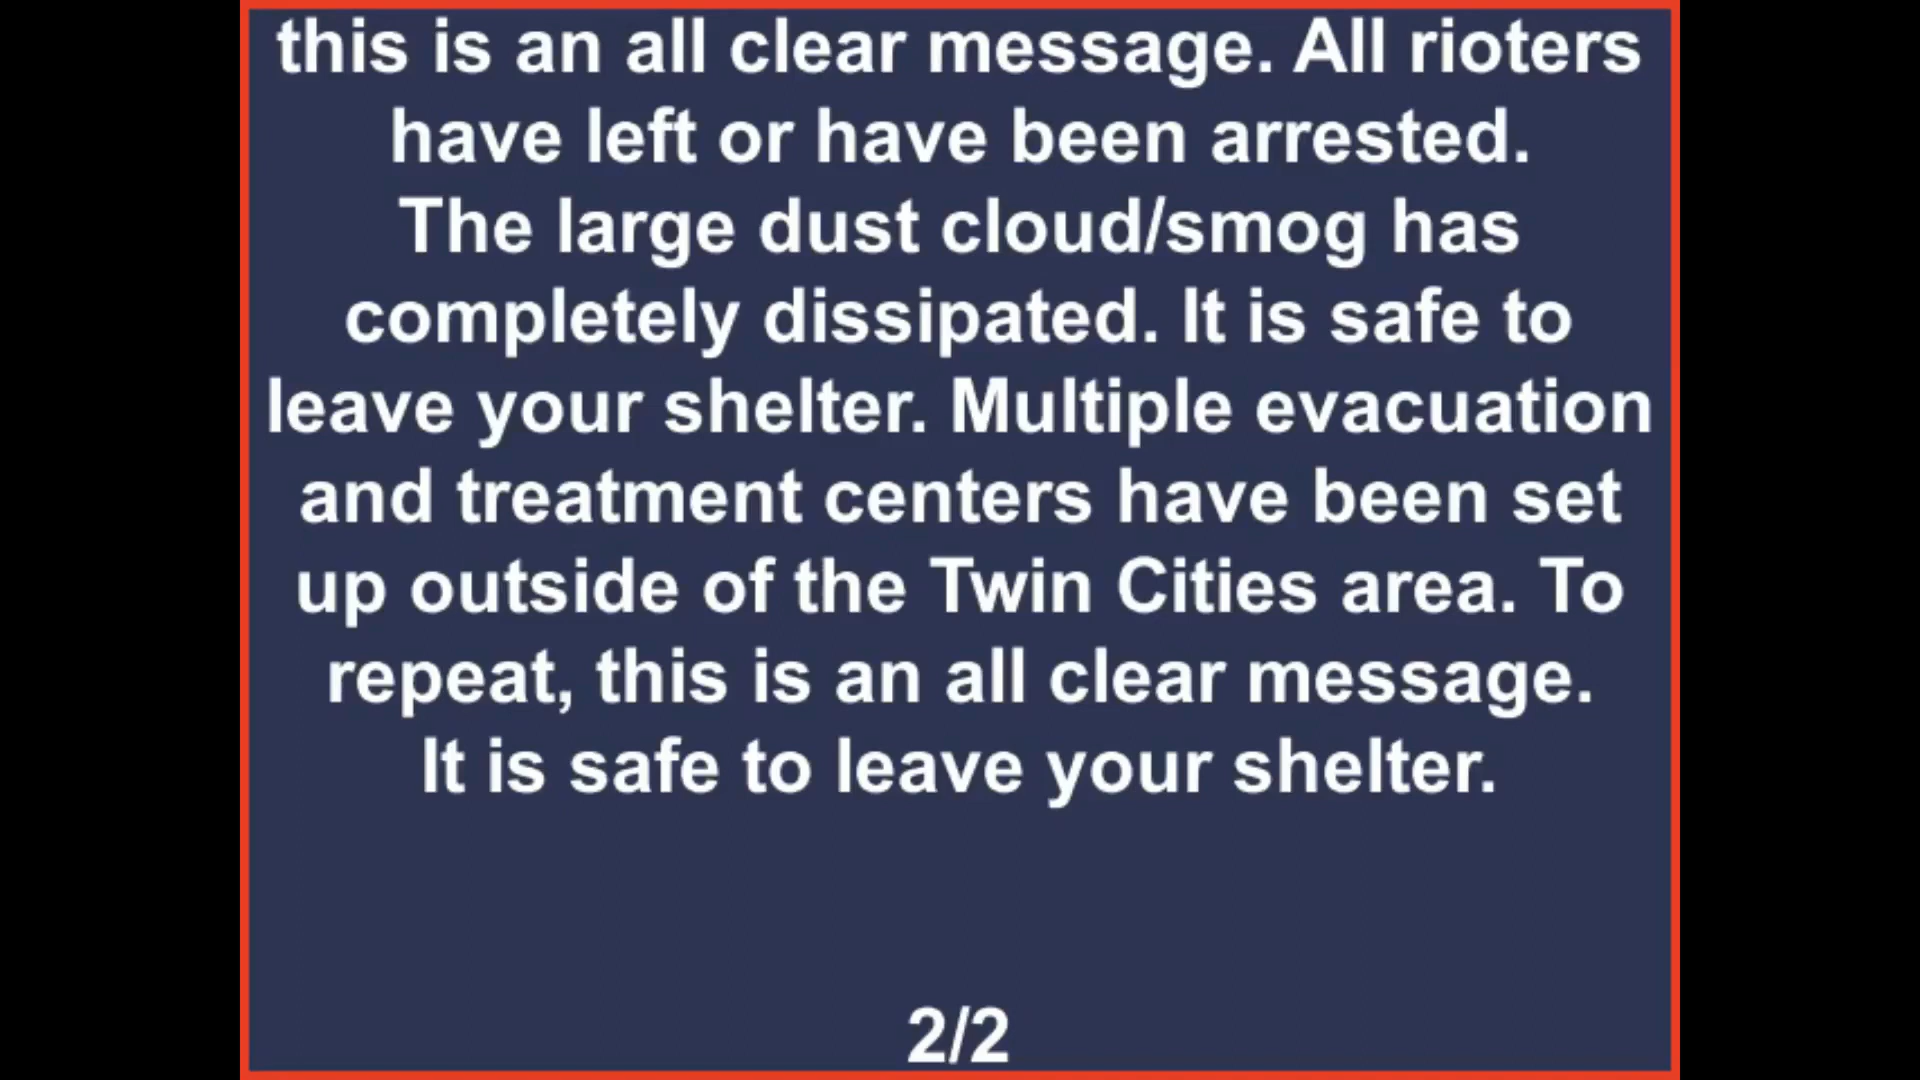 this is an all clear message. All rioters
have left or have been arrested.
The large dust cloud/smog has
completely dissipated. It is safe to
leave your shelter. Multiple evacuation
and treatment centers have been set
up outside of the Twin Cities area. To
repeat, this is an all clear message.
It is safe to leave your shelter.
2/2